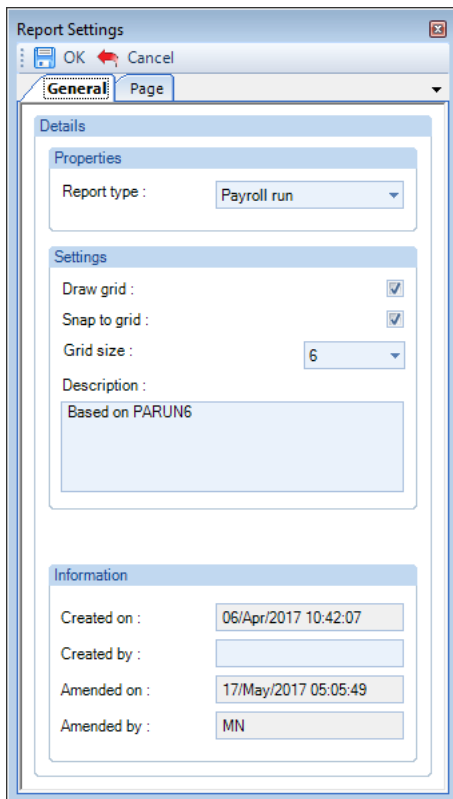 Report Settings
OK Cancel
General Page
Details
Properties
Report type : Payroll run
Settings
Draw grid :
Snap to grid :
Grid size : 6
Description :
Based on PARUN6
Information
Created on : 06/Apr/2017 10:42:07
Created by :
Amended on : 17/May/2017 05:05:49
Amended by : MN